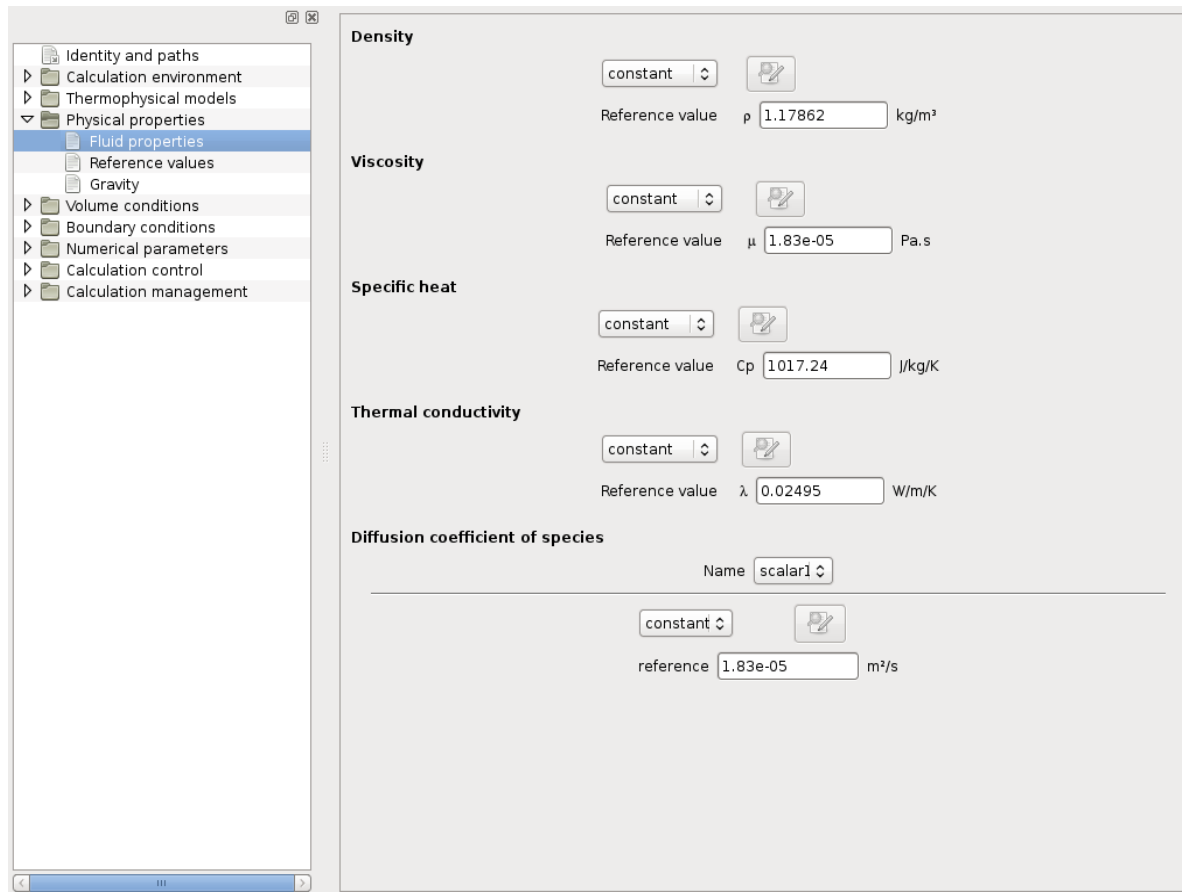 Identity and paths
Calculation environment
Thermophysical models
Physical properties
Fluid properties
Reference values
Gravity
Volume conditions
Boundary conditions
Numerical parameters
Calculation control
Calculation management
Density
constant
Reference value ρ 1.17862 kg/m³
Viscosity
constant
Reference value μ 1.83e-05 Pa.s
Specific heat
constant
Reference value Cp 1017.24 J/kg/K
Thermal conductivity
constant
Reference value λ 0.02495 W/m/K
Diffusion coefficient of species
Name scalar1
constant
reference 1.83e-05 m²/s